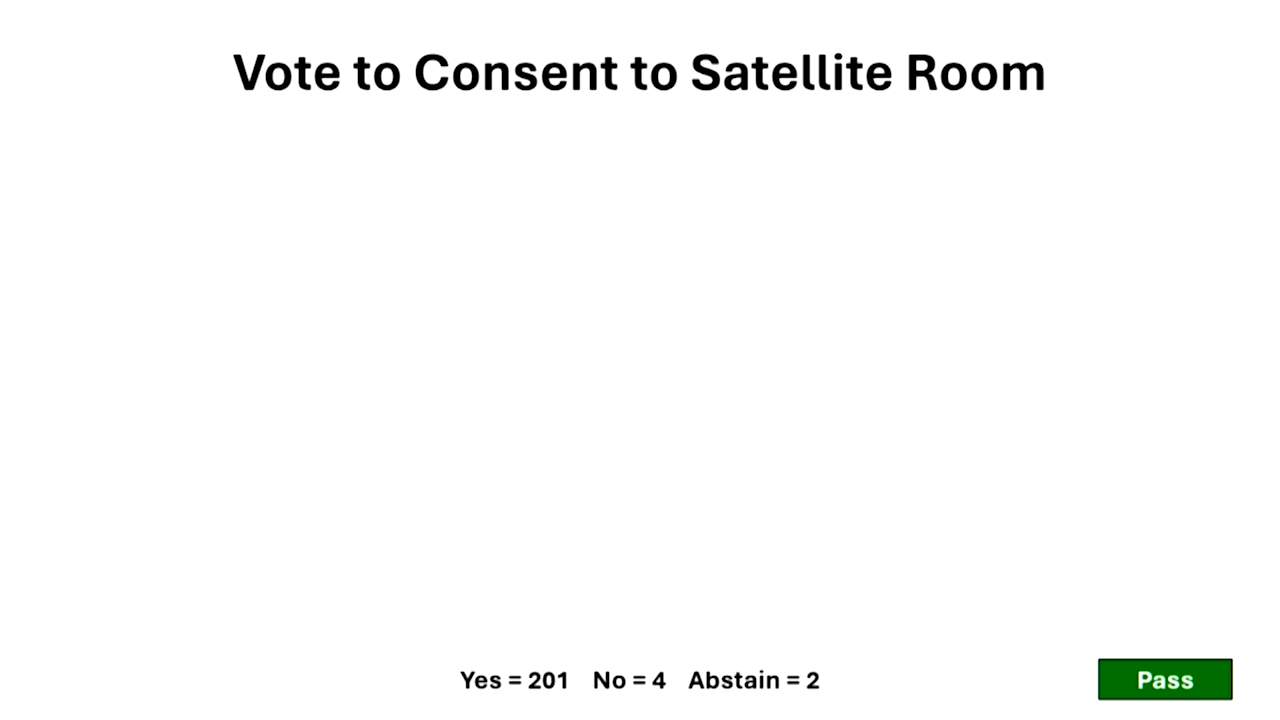 Vote to Consent to Satellite Room
Yes = 201 No = 4 Abstain = 2
Pass